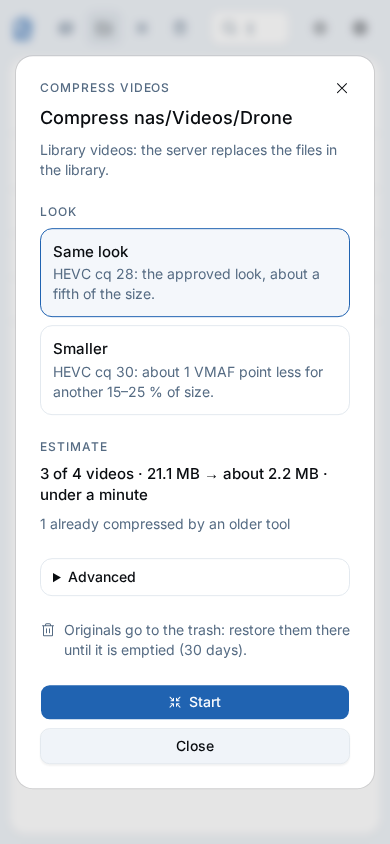 COMPRESS VIDEOS
Compress nas/Videos/Drone
Library videos: the server replaces the files in
the library.
LOOK
Same look
HEVC cq 28: the approved look, about a
fifth of the size.
Smaller
HEVC cq 30: about 1 VMAF point less for
another 15–25 % of size.
ESTIMATE
3 of 4 videos · 21.1 MB → about 2.2 MB ·
under a minute
1 already compressed by an older tool
Advanced
Originals go to the trash: restore them there
until it is emptied (30 days).
Start
Close